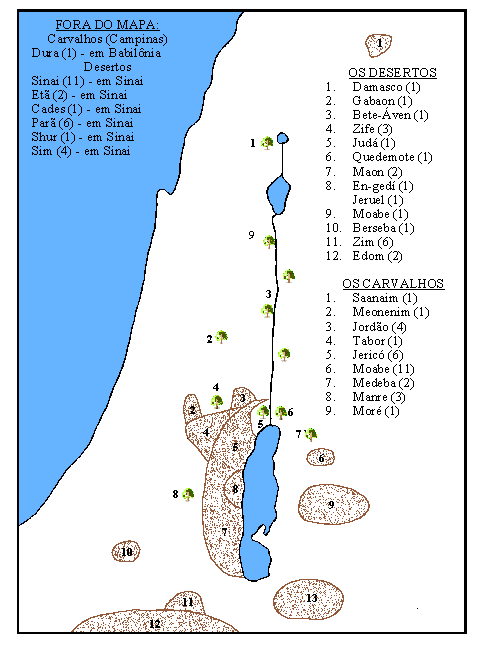 FORA DO MAPA:
Carvalhos (Campinas)
Dura (1) - em Babilônia
Desertos
Sinai (11) - em Sinai
Etã (2) - em Sinai
Cades (1) - em Sinai
Parã (6) - em Sinai
Shur (1) - em Sinai
Sim (4) - em Sinai
1
OS DESERTOS
1. Damasco (1)
2. Gabaon (1)
3. Bete-Áven (1)
4. Zife (3)
5. Judá (1)
6. Quedemote (1)
7. Maon (2)
8. En-gedí (1)
Jeruel (1)
9. Moabe (1)
10. Berseba (1)
11. Zim (6)
12. Edom (2)
OS CARVALHOS
1. Saanaim (1)
2. Meonenim (1)
3. Jordão (4)
4. Tabor (1)
5. Jericó (6)
6. Moabe (11)
7. Medeba (2)
8. Manre (3)
9. Moré (1)
1
9
3
2
4
3
2
5
6
4
7
5
6
8
8
9
7
10
11
13
12